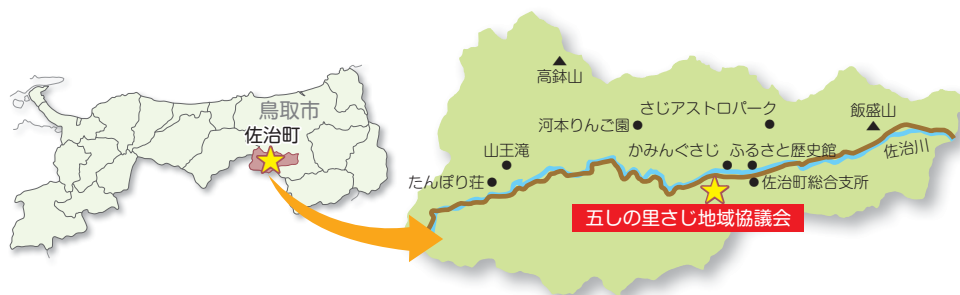 鳥取市
佐治町
高鉢山
さじアストロパーク
河本りんご園
飯盛山
山王滝
かみんぐさじ
ふるさと歴史館
佐治川
たんぽり荘
佐治町総合支所
五しの里さじ地域協議会